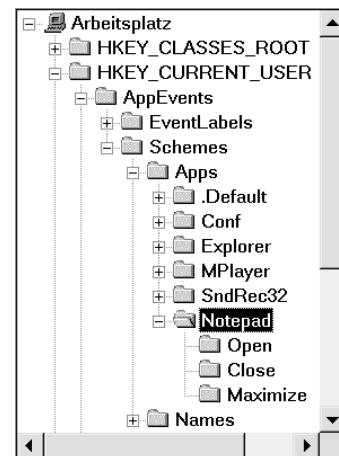 Arbeitsplatz
HKEY_CLASSES_ROOT
HKEY_CURRENT_USER
AppEvents
EventLabels
Schemes
Apps
.Default
Conf
Explorer
MPlayer
SndRec32
Notepad
Open
Close
Maximize
Names